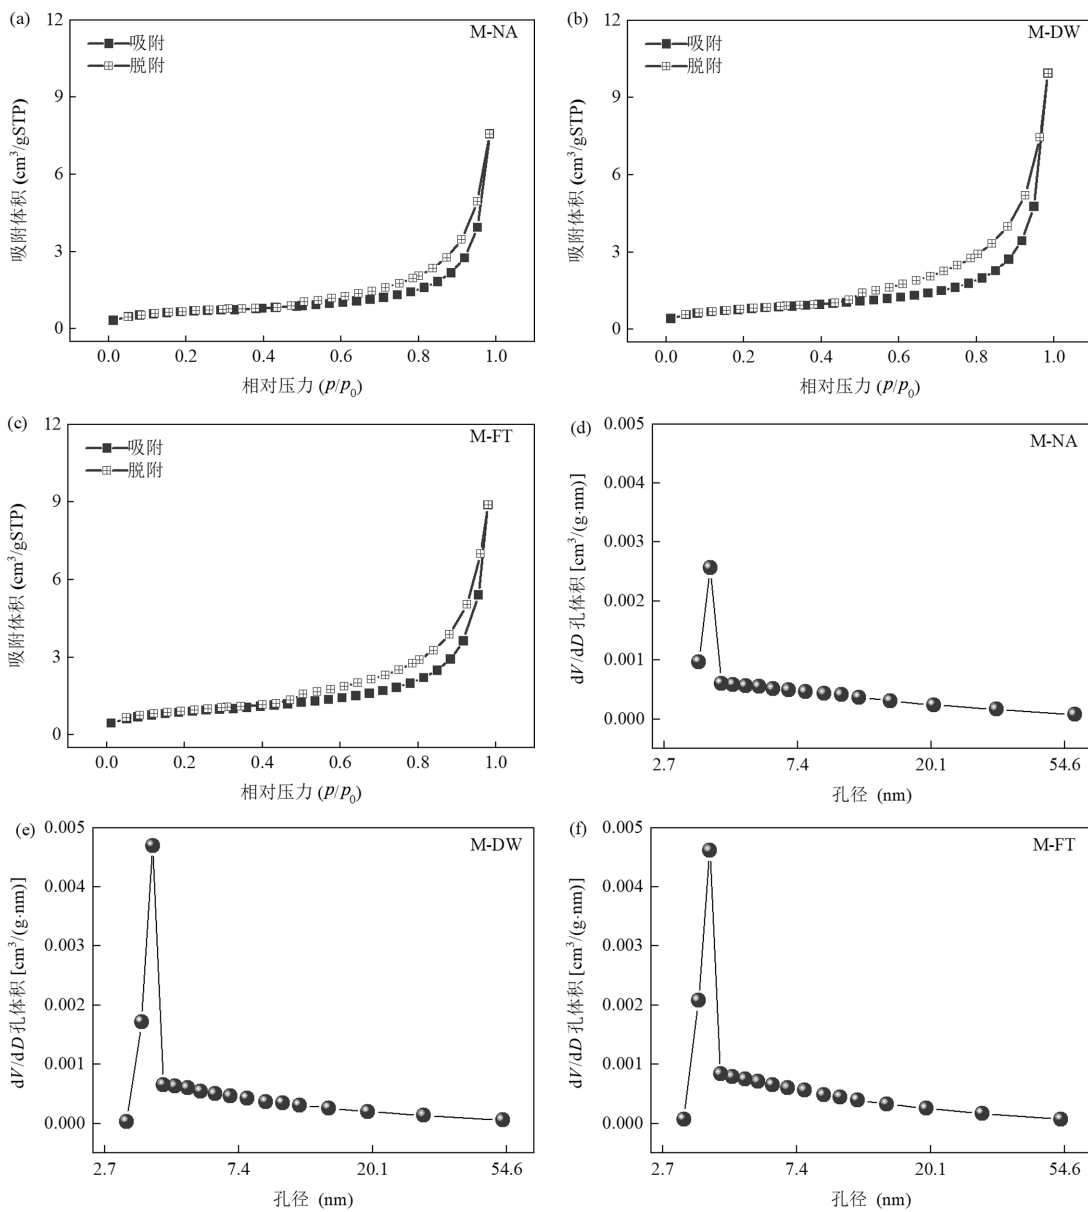 (a)
M-NA
吸附
脱附
12
9
6
3
0
吸附体积 (cm³/gSTP)
0.0 0.2 0.4 0.6 0.8 1.0
相对压力 (p/p₀)
(b)
M-DW
吸附
脱附
12
9
6
3
0
吸附体积 (cm³/gSTP)
0.0 0.2 0.4 0.6 0.8 1.0
相对压力 (p/p₀)
(c)
M-FT
吸附
脱附
12
9
6
3
0
吸附体积 (cm³/gSTP)
0.0 0.2 0.4 0.6 0.8 1.0
相对压力 (p/p₀)
(d)
M-NA
0.005
0.004
0.003
0.002
0.001
0.000
dV/dD 孔体积 [cm³/(g·nm)]
2.7 7.4 20.1 54.6
孔径 (nm)
(e)
M-DW
0.005
0.004
0.003
0.002
0.001
0.000
dV/dD 孔体积 [cm³/(g·nm)]
2.7 7.4 20.1 54.6
孔径 (nm)
(f)
M-FT
0.005
0.004
0.003
0.002
0.001
0.000
dV/dD 孔体积 [cm³/(g·nm)]
2.7 7.4 20.1 54.6
孔径 (nm)